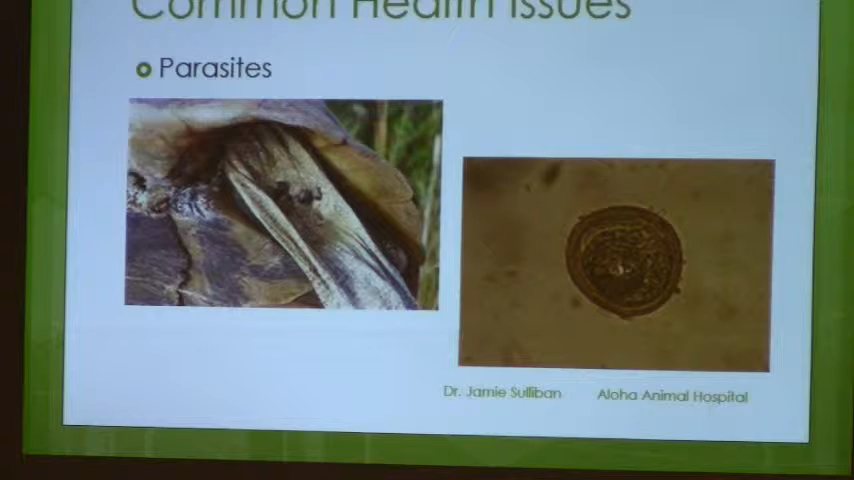 Common Health Issues
Parasites
Dr. Jamie Sulliban Aloha Animal Hospital